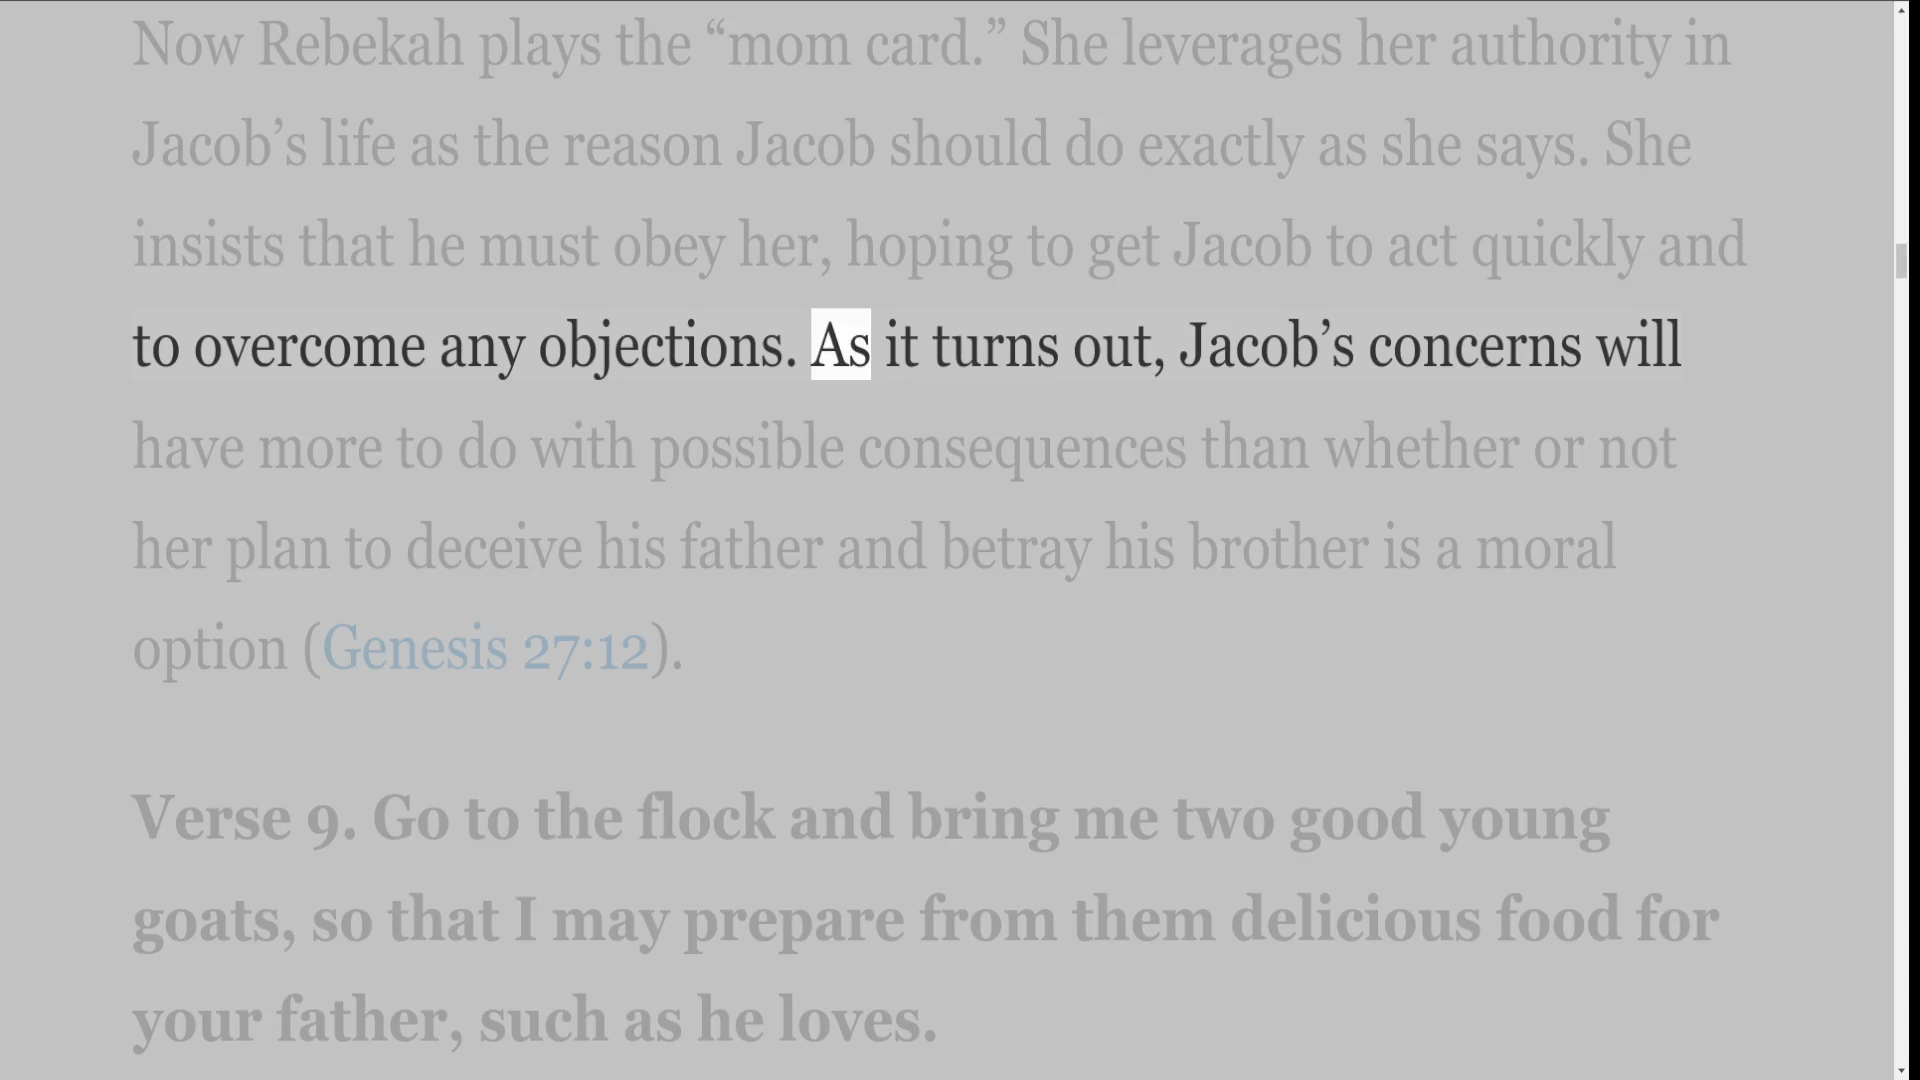 Now Rebekah plays the “mom card.” She leverages her authority in
Jacob’s life as the reason Jacob should do exactly as she says. She
insists that he must obey her, hoping to get Jacob to act quickly and
to overcome any objections. As it turns out, Jacob’s concerns will
have more to do with possible consequences than whether or not
her plan to deceive his father and betray his brother is a moral
option (Genesis 27:12).
Verse 9. Go to the flock and bring me two good young
goats, so that I may prepare from them delicious food for
your father, such as he loves.